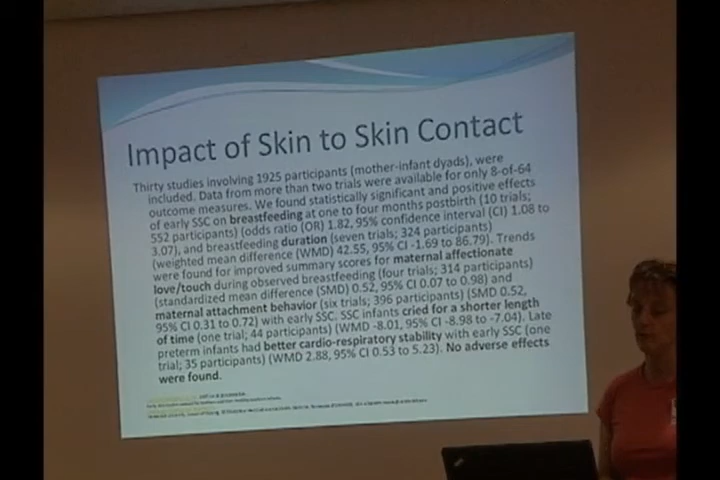 Impact of Skin to Skin Contact
Thirty studies involving 1925 participants (mother-infant dyads), were
included. Data from more than two trials were available for only 8-of-64
outcome measures. We found statistically significant and positive effects
of early SSC on breastfeeding at one to four months postbirth (10 trials;
552 participants) (odds ratio (OR) 1.82, 95% confidence interval (CI) 1.08 to
3.07), and breastfeeding duration (seven trials; 324 participants)
(weighted mean difference (WMD) 42.55, 95% CI -1.69 to 86.79). Trends
were found for improved summary scores for maternal affectionate
love/touch during observed breastfeeding (four trials; 314 participants)
(standardized mean difference (SMD) 0.52, 95% CI 0.07 to 0.98) and
maternal attachment behavior (six trials; 396 participants) (SMD 0.52,
95% CI 0.31 to 0.72) with early SSC. SSC infants cried for a shorter length
of time (one trial; 44 participants) (WMD -8.01, 95% CI -8.98 to -7.04). Late
preterm infants had better cardio-respiratory stability with early SSC (one
trial; 35 participants) (WMD 2.88, 95% CI 0.53 to 5.23). No adverse effects
were found.